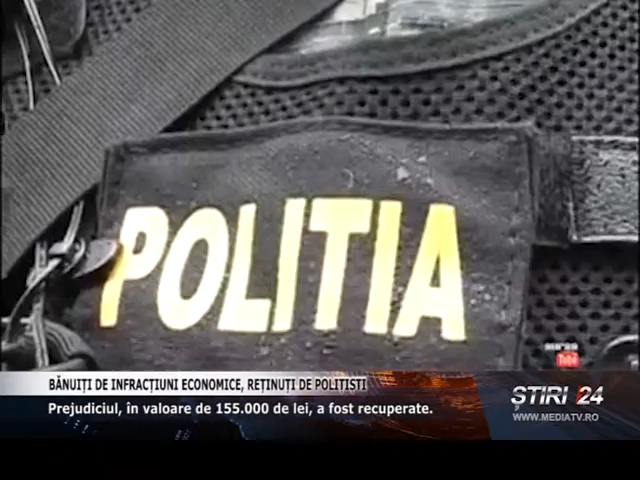 POLITIA
BĂNUIȚI DE INFRACȚIUNI ECONOMICE, REȚINUȚI DE POLIȚIȘTI
Prejudiciul, în valoare de 155.000 de lei, a fost recuperate.
ȘTIRI 24
WWW.MEDIATV.RO
Tube